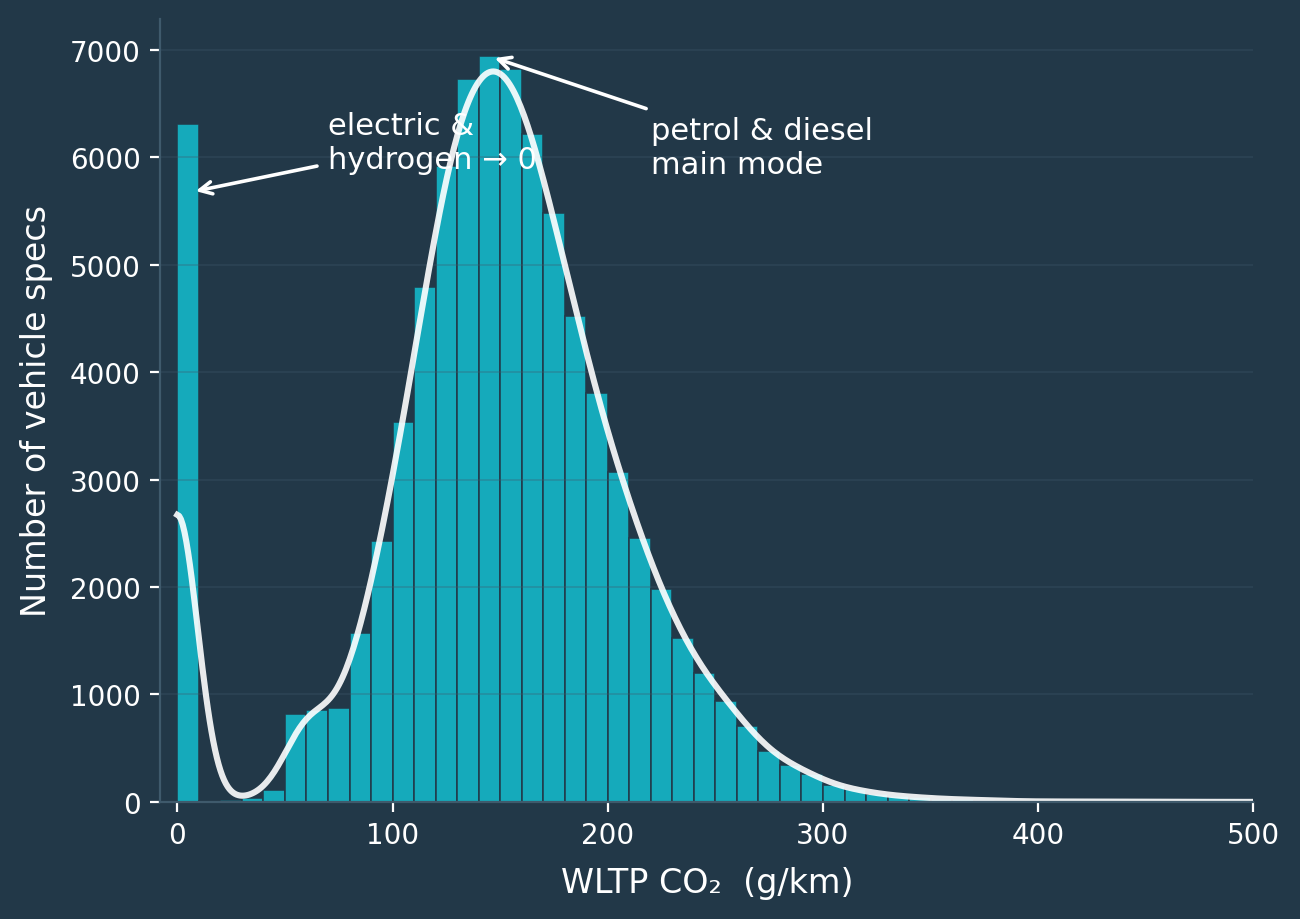 7000
6000
5000
4000
3000
2000
1000
0
Number of vehicle specs
electric &
hydrogen → 0
petrol & diesel
main mode
0 100 200 300 400 500
WLTP CO₂ (g/km)